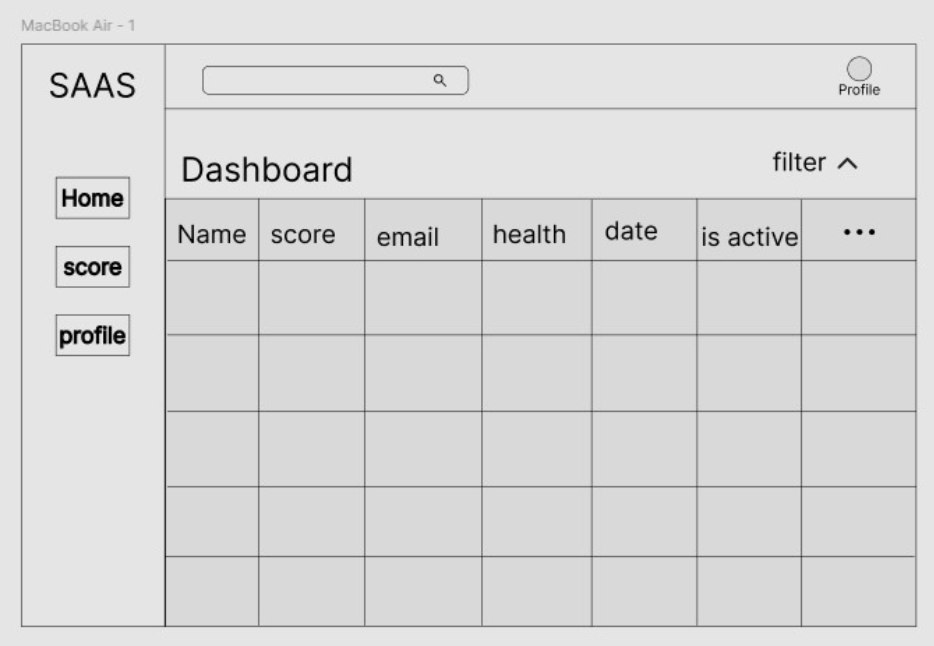 MacBook Air - 1
SAAS
Profile
Dashboard
filter
Home
score
profile
Name score email health date is active ...